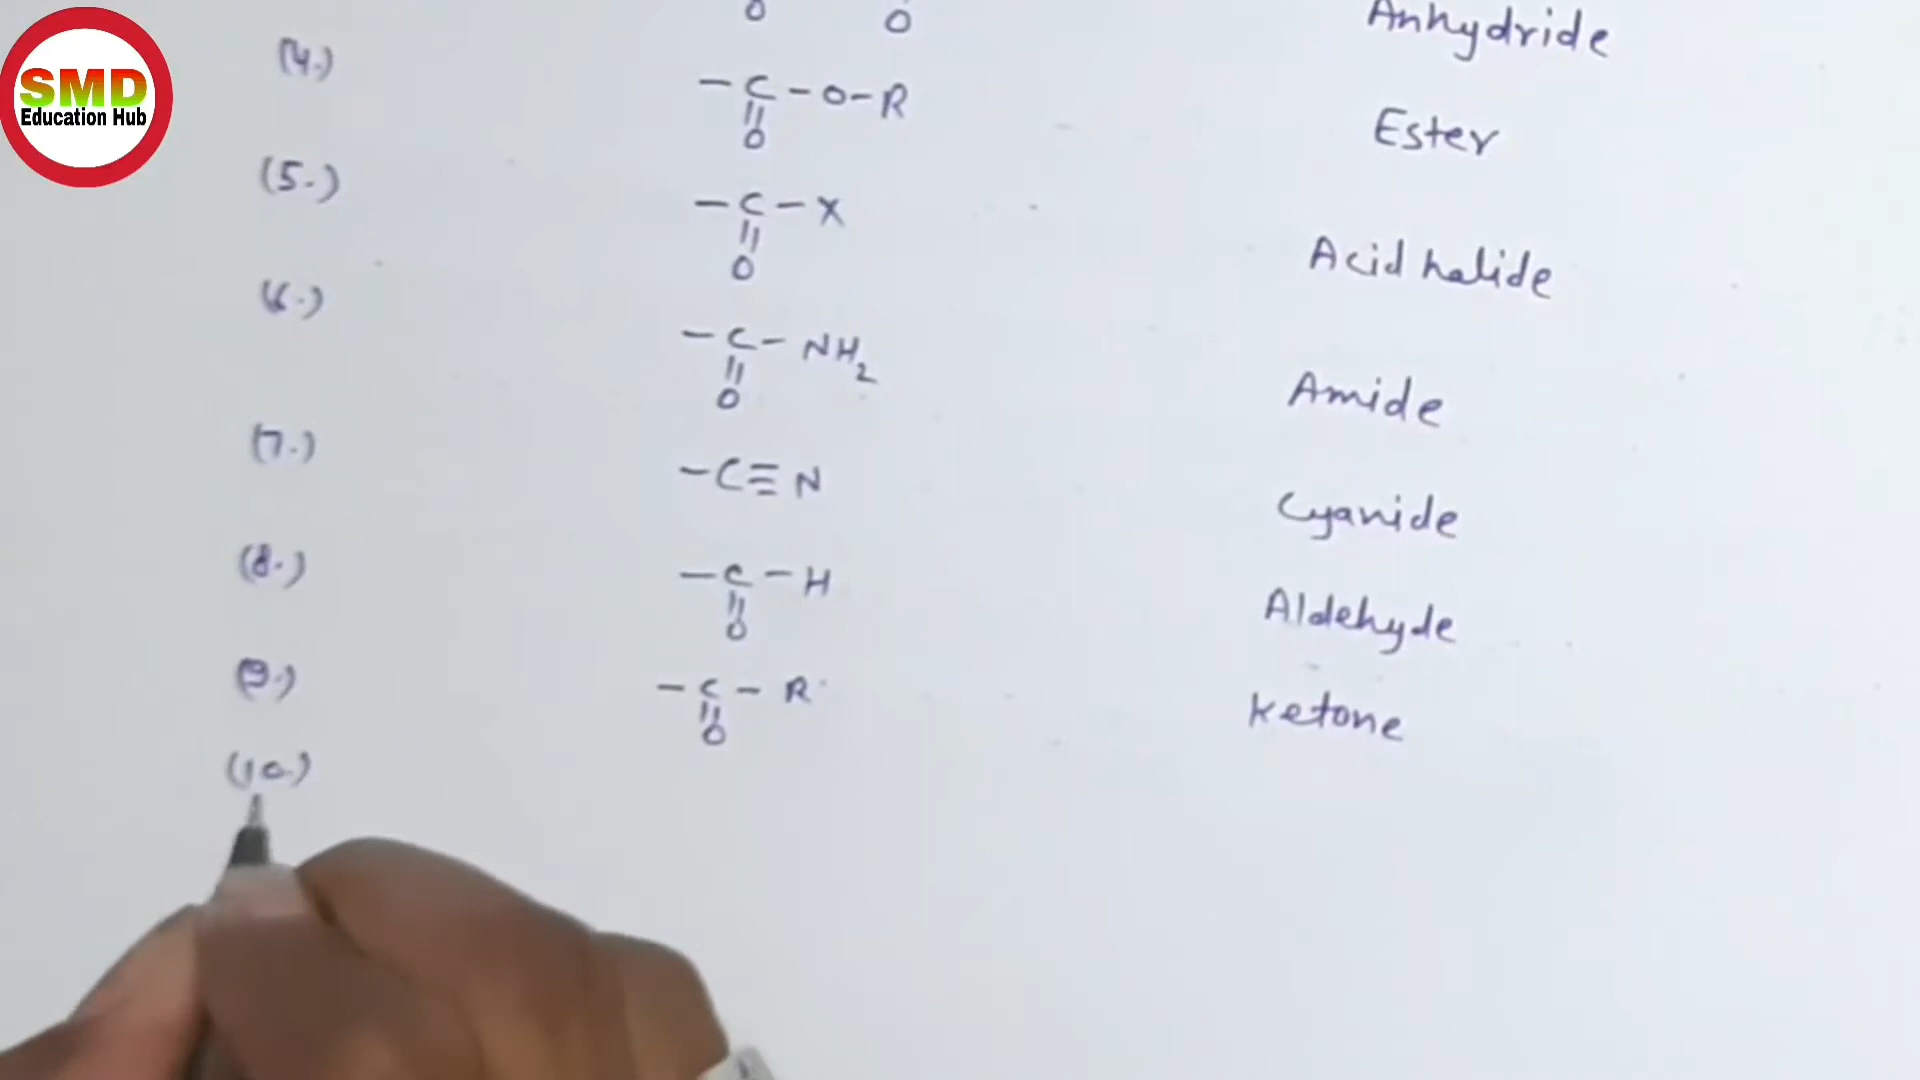 SMD
Education Hub
O O Anhydride
(4.) -C-O-R Ester
||
O
(5.) -C-X Acid halide
||
O
(6.) -C-NH2 Amide
||
O
(7.) -C≡N Cyanide
(8.) -C-H Aldehyde
||
O
(9.) -C-R Ketone
||
O
(10.)